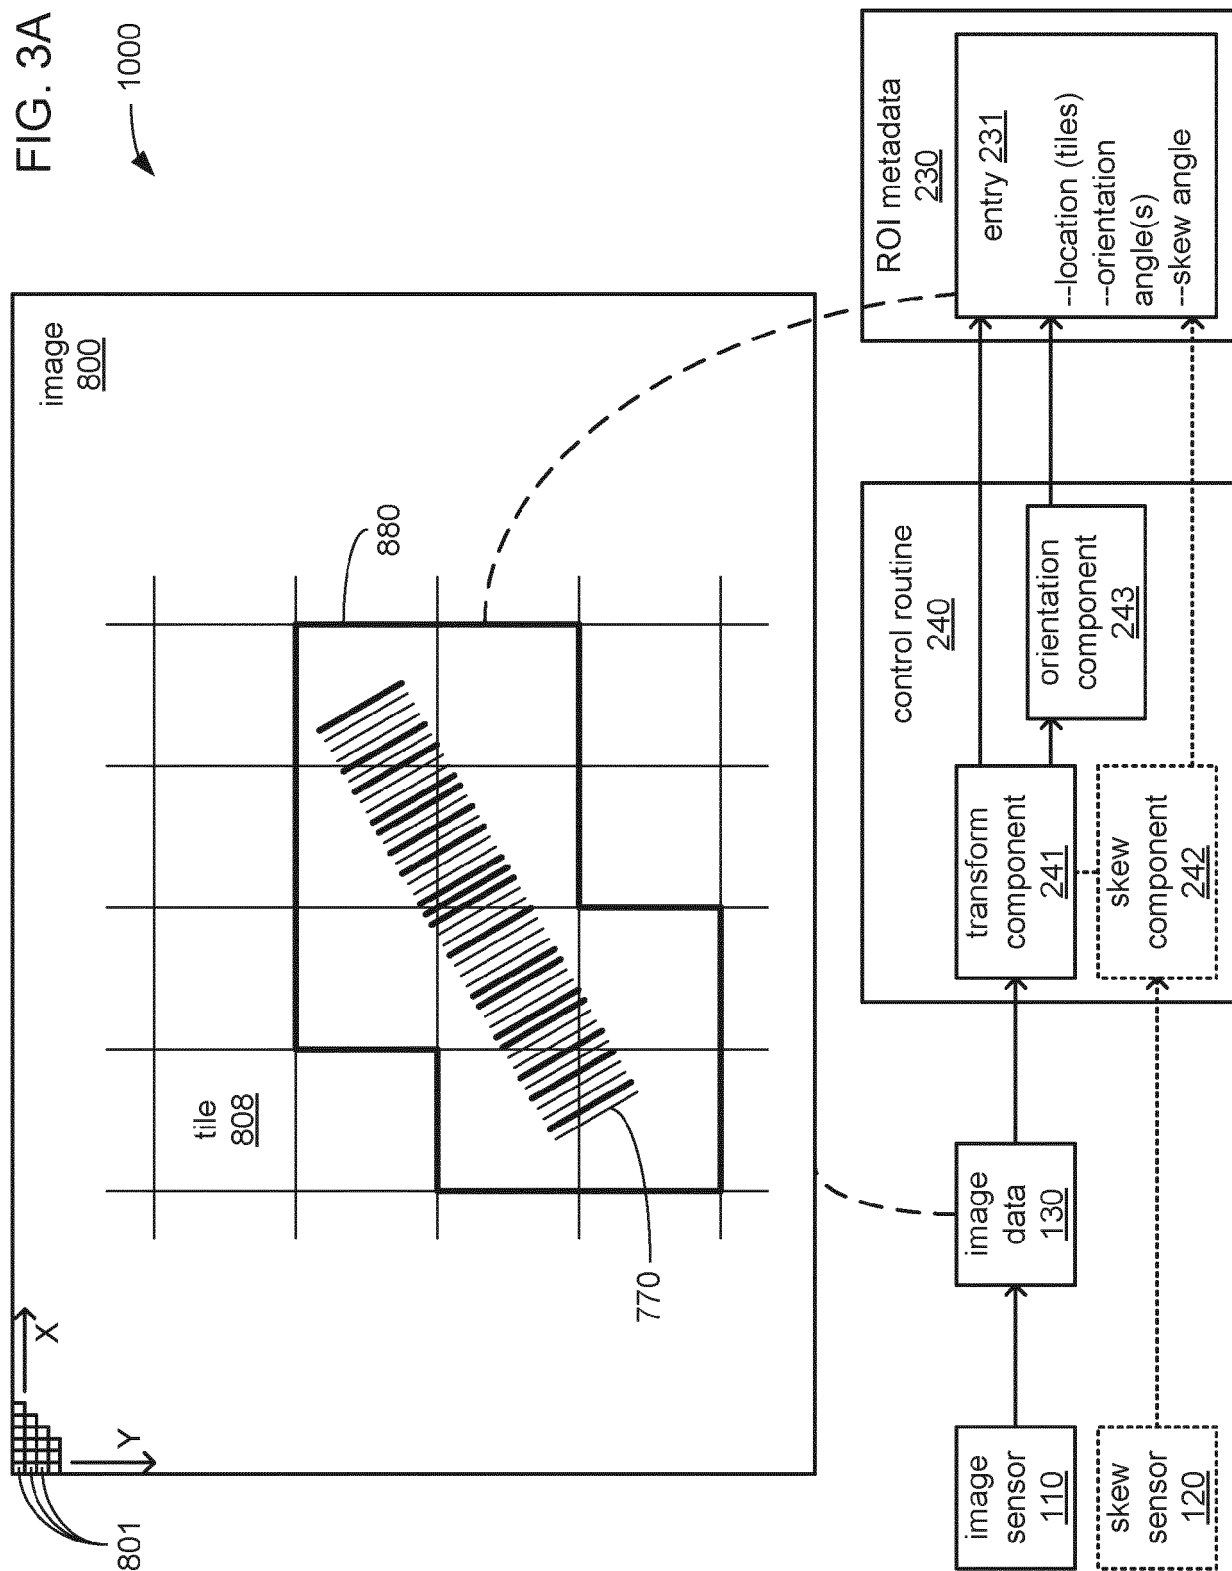 FIG. 3A
1000
image
800
801
X
Y
tile
808
880
770
image
sensor
110
skew
sensor
120
image
data
130
control routine
240
transform
component
241
skew
component
242
orientation
component
243
ROI metadata
230
entry 231
--location (tiles)
--orientation
angle(s)
--skew angle